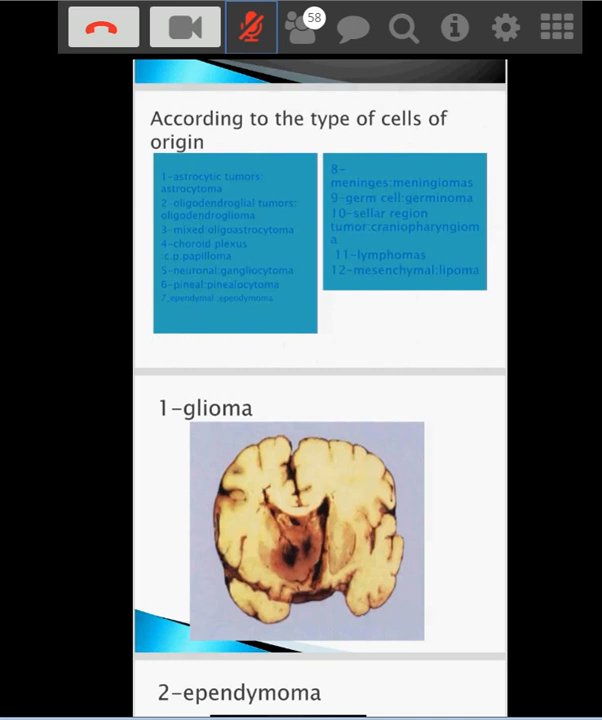 58
According to the type of cells of
origin
1-astrocytic tumors:
astrocytoma
2-oligodendroglial tumors:
oligodendroglioma
3-mixed:oligoastrocytoma
4-choroid plexus
:c.p.papilloma
5-neuronal:gangliocytoma
6-pineal:pinealocytoma
7_ependymal :ependymoma
8-
meninges:meningiomas
9-germ cell:germinoma
10-sellar region
tumor:craniopharyngiom
a
11-lymphomas
12-mesenchymal:lipoma
1-glioma
2-ependymoma